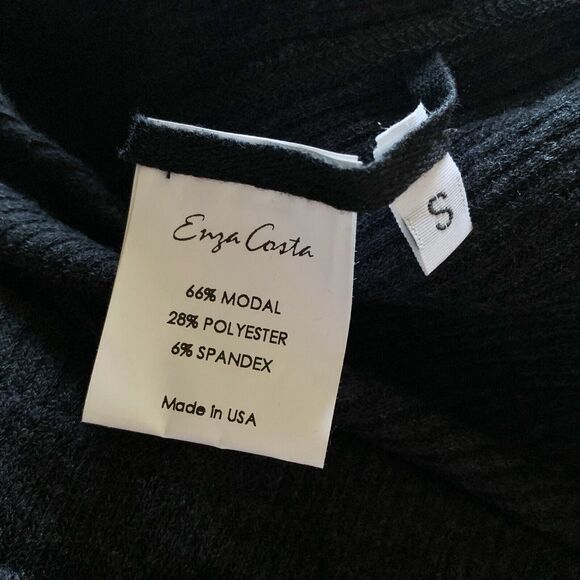 Enza Costa
66% MODAL
28% POLYESTER
6% SPANDEX
Made in USA
S